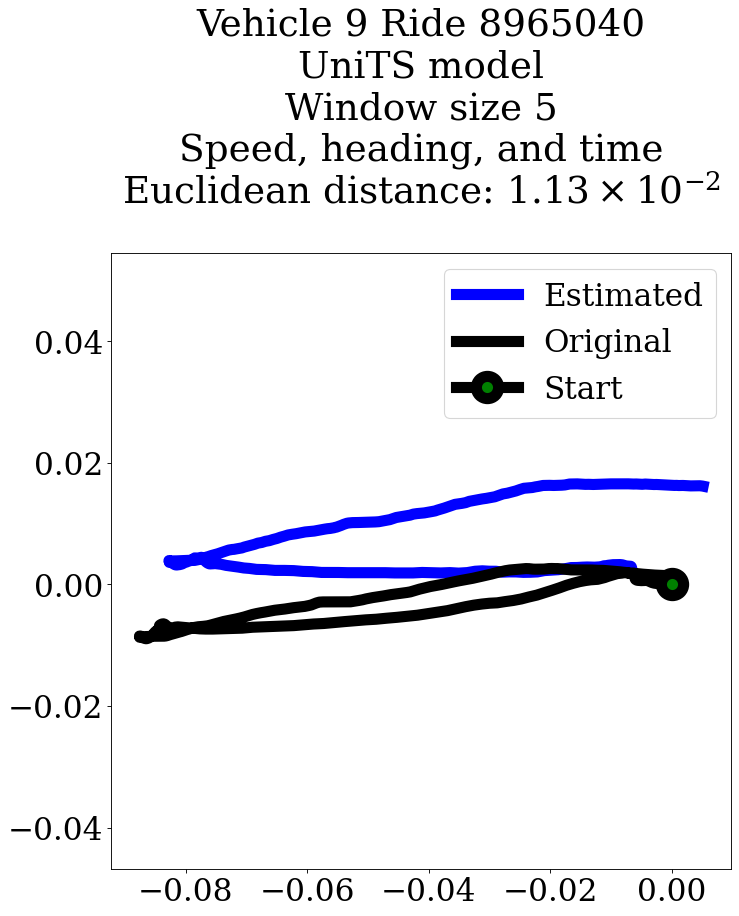 Vehicle 9 Ride 8965040
UniTS model
Window size 5
Speed, heading, and time
Euclidean distance: 1.13 × 10⁻²
Estimated
Original
Start
0.04
0.02
0.00
−0.02
−0.04
−0.08 −0.06 −0.04 −0.02 0.00